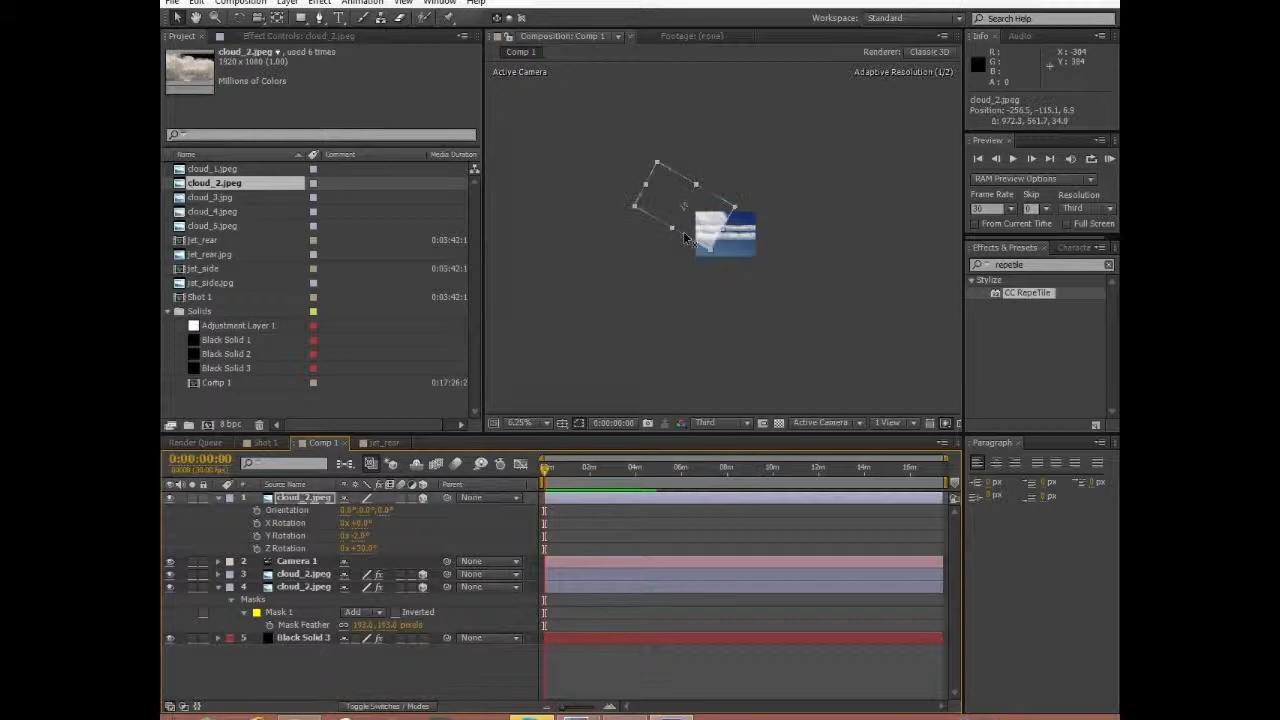 File Edit Composition Layer Effect Animation View Window Help
Workspace: Standard
Search Help
Project
Effect Controls: cloud_2.jpeg
cloud_2.jpeg ▾, used 6 times
1920 x 1080 (1.00)
Millions of Colors
Name Comment Media Duration
cloud_1.jpeg
cloud_2.jpeg
cloud_3.jpg
cloud_4.jpeg
cloud_5.jpeg
jet_rear 0:03:42:1
jet_rear.jpg
jet_side 0:03:42:1
jet_side.jpg
Shot 1 0:03:42:1
Solids
Adjustment Layer 1
Black Solid 1
Black Solid 2
Black Solid 3
Comp 1 0:17:26:2
8 bpc
Composition: Comp 1
Footage: (none)
Comp 1
Renderer: Classic 3D
Active Camera
Adaptive Resolution (1/2)
6.25% 0:00:00:00 Third Active Camera 1 View
Info Audio
R : X : -304
G : Y : 384
B :
A : 0
cloud_2.jpeg
Position: -256.5, -115.1, 6.9
Δ: 972.3, 561.7, 34.0
Preview
RAM Preview Options
Frame Rate Skip Resolution
30 0 Third
From Current Time Full Screen
Effects & Presets Characte
repetile
Stylize
CC RepeTile
Render Queue Shot 1 Comp 1 jet_rear
0:00:00:00
00000 (30.00 fps)
# Source Name Parent
02m 04m 06m 08m 10m 12m 14m 16m
1 cloud_2.jpeg None
Orientation 0.0°,0.0°,0.0°
X Rotation 0x +0.0°
Y Rotation 0x -2.0°
Z Rotation 0x +30.0°
2 Camera 1 None
3 cloud_2.jpeg None
4 cloud_2.jpeg None
Masks
Mask 1 Add Inverted
Mask Feather 193.0, 193.0 pixels
5 Black Solid 3 None
Toggle Switches / Modes
Paragraph
0 px 0 px 0 px
0 px 0 px